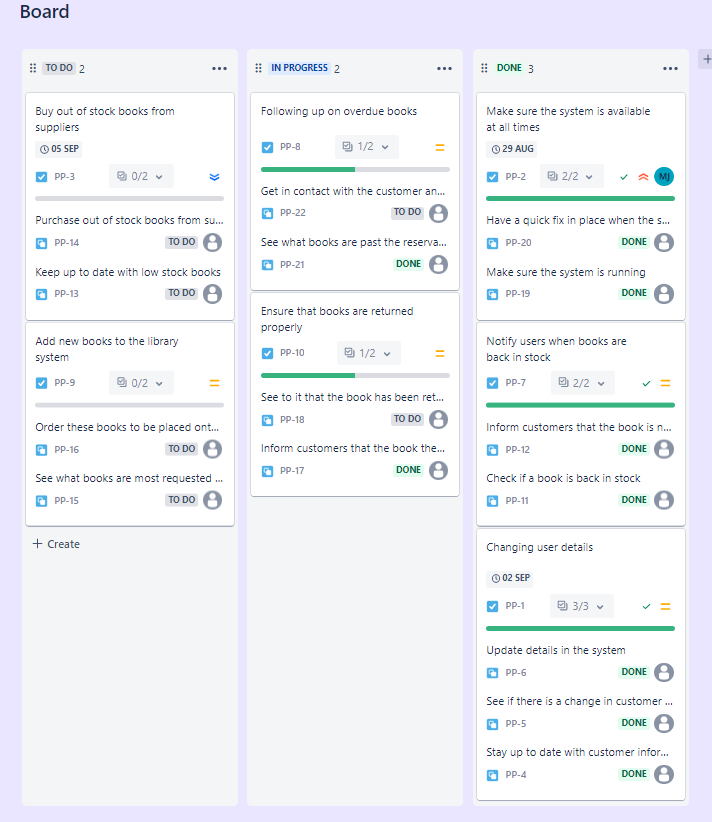 Board
TO DO 2
Buy out of stock books from
suppliers
05 SEP
PP-3 0/2
Purchase out of stock books from su...
PP-14 TO DO
Keep up to date with low stock books
PP-13 TO DO
Add new books to the library
system
PP-9 0/2
Order these books to be placed ont...
PP-16 TO DO
See what books are most requested ...
PP-15 TO DO
+ Create
IN PROGRESS 2
Following up on overdue books
PP-8 1/2
Get in contact with the customer an...
PP-22 TO DO
See what books are past the reserva...
PP-21 DONE
Ensure that books are returned
properly
PP-10 1/2
See to it that the book has been ret...
PP-18 TO DO
Inform customers that the book the...
PP-17 DONE
DONE 3
Make sure the system is available
at all times
29 AUG
PP-2 2/2 MJ
Have a quick fix in place when the s...
PP-20 DONE
Make sure the system is running
PP-19 DONE
Notify users when books are
back in stock
PP-7 2/2
Inform customers that the book is n...
PP-12 DONE
Check if a book is back in stock
PP-11 DONE
Changing user details
02 SEP
PP-1 3/3
Update details in the system
PP-6 DONE
See if there is a change in customer ...
PP-5 DONE
Stay up to date with customer infor...
PP-4 DONE